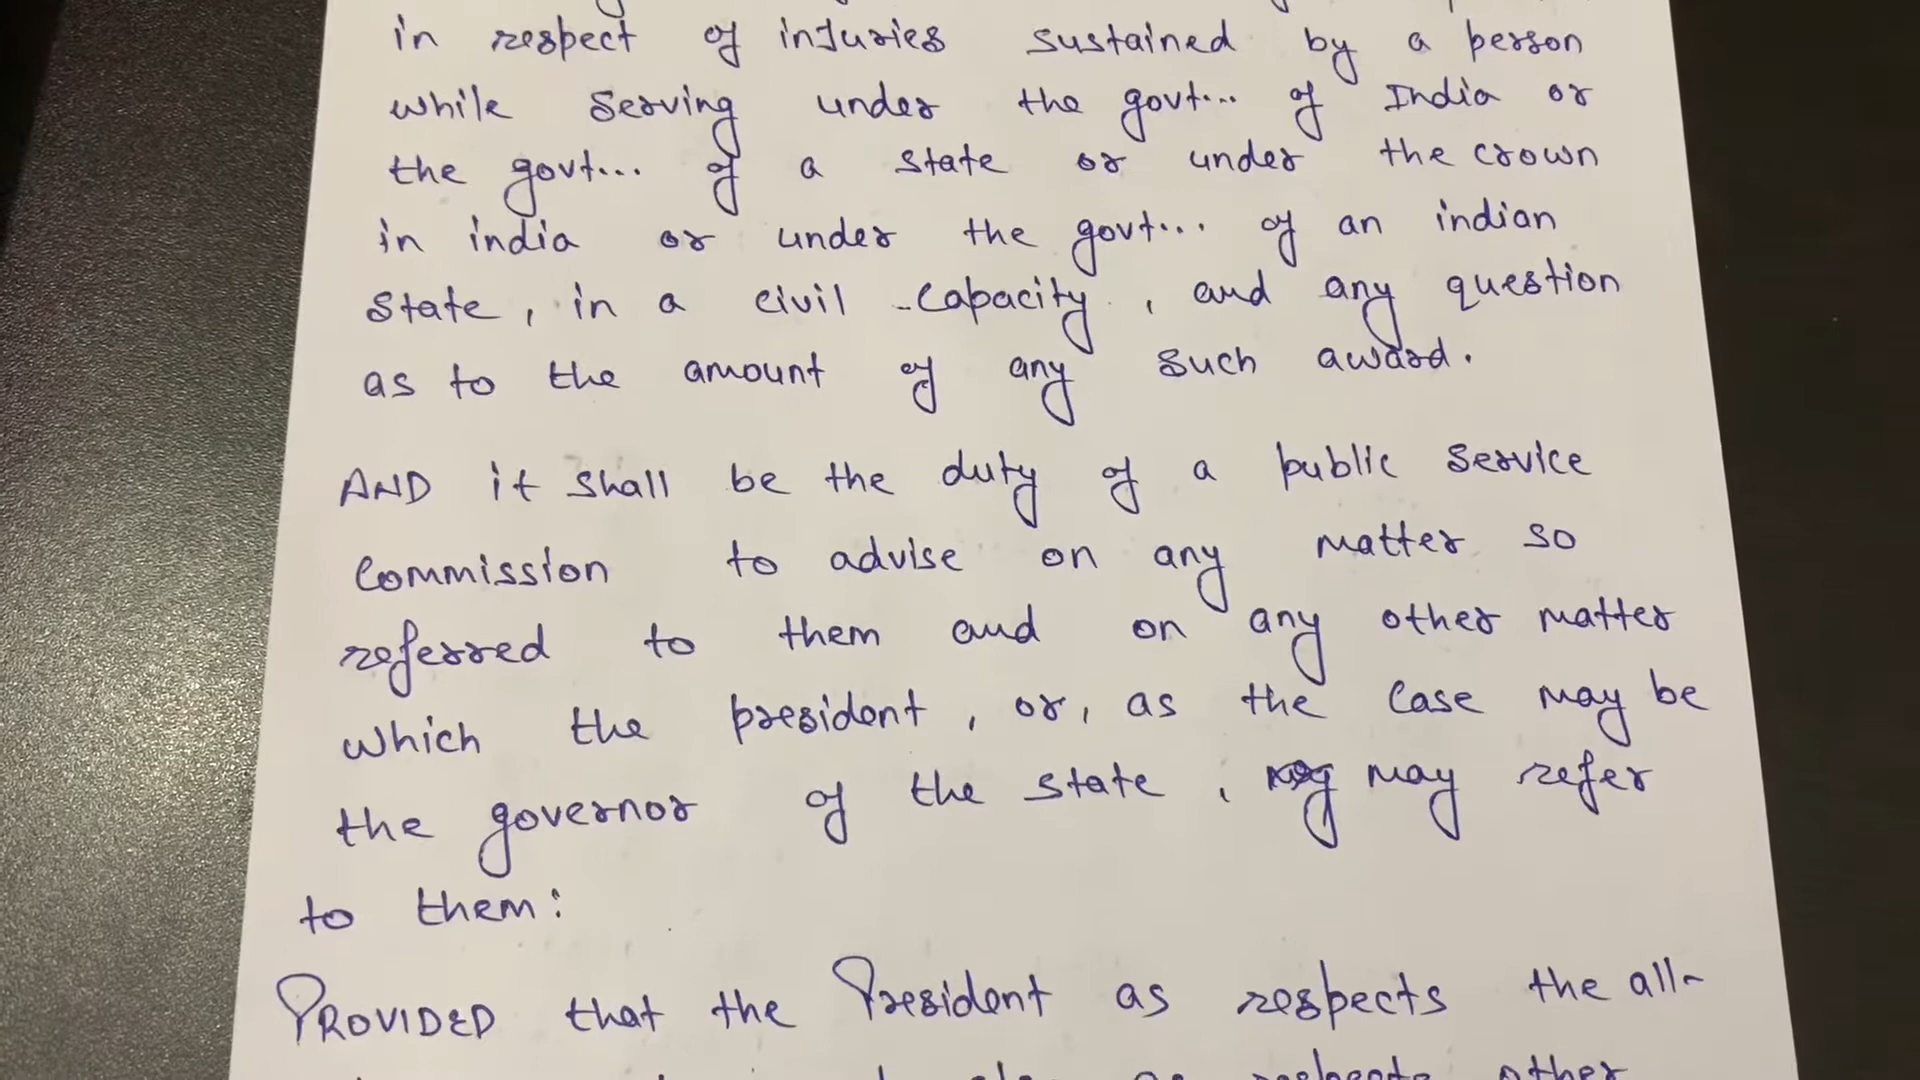 in respect of inJuries sustained by a person
while Serving under the govt... of India or
the govt... of a state or under the crown
in india or under the govt... of an indian
State, in a civil capacity, and any question
as to the amount of any such award.
AND it shall be the duty of a public service
Commission to advise on any matter so
referred to them and on any other matter
which the president, or, as the case may be
the governor of the state, may refer
to them:
PROVIDED that the President as respects the all-
respects other